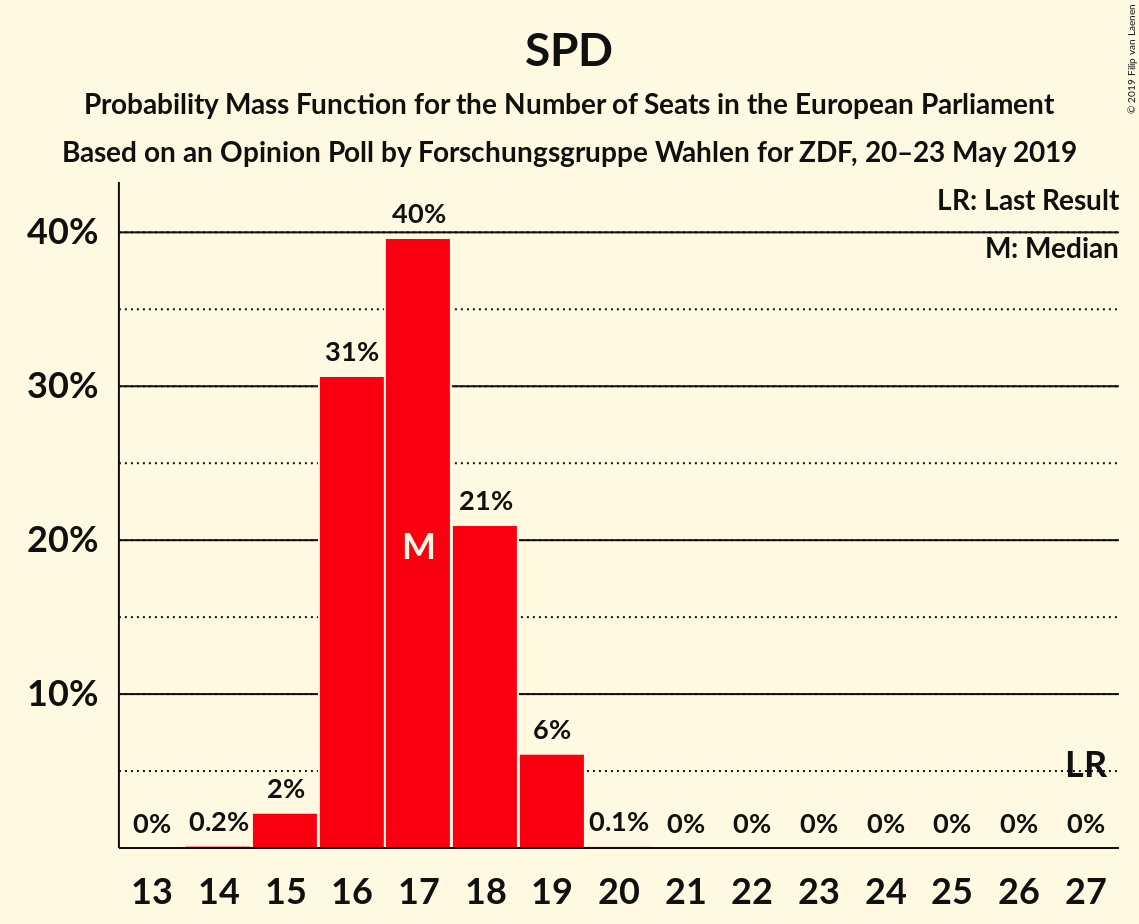 SPD
Probability Mass Function for the Number of Seats in the European Parliament
Based on an Opinion Poll by Forschungsgruppe Wahlen for ZDF, 20–23 May 2019
© 2019 Filip van Laenen
LR: Last Result
M: Median
40%
30%
20%
10%
0%
0.2%
2%
31%
40%
M
21%
6%
0.1%
0%
0%
0%
0%
0%
0%
0%
LR
13 14 15 16 17 18 19 20 21 22 23 24 25 26 27